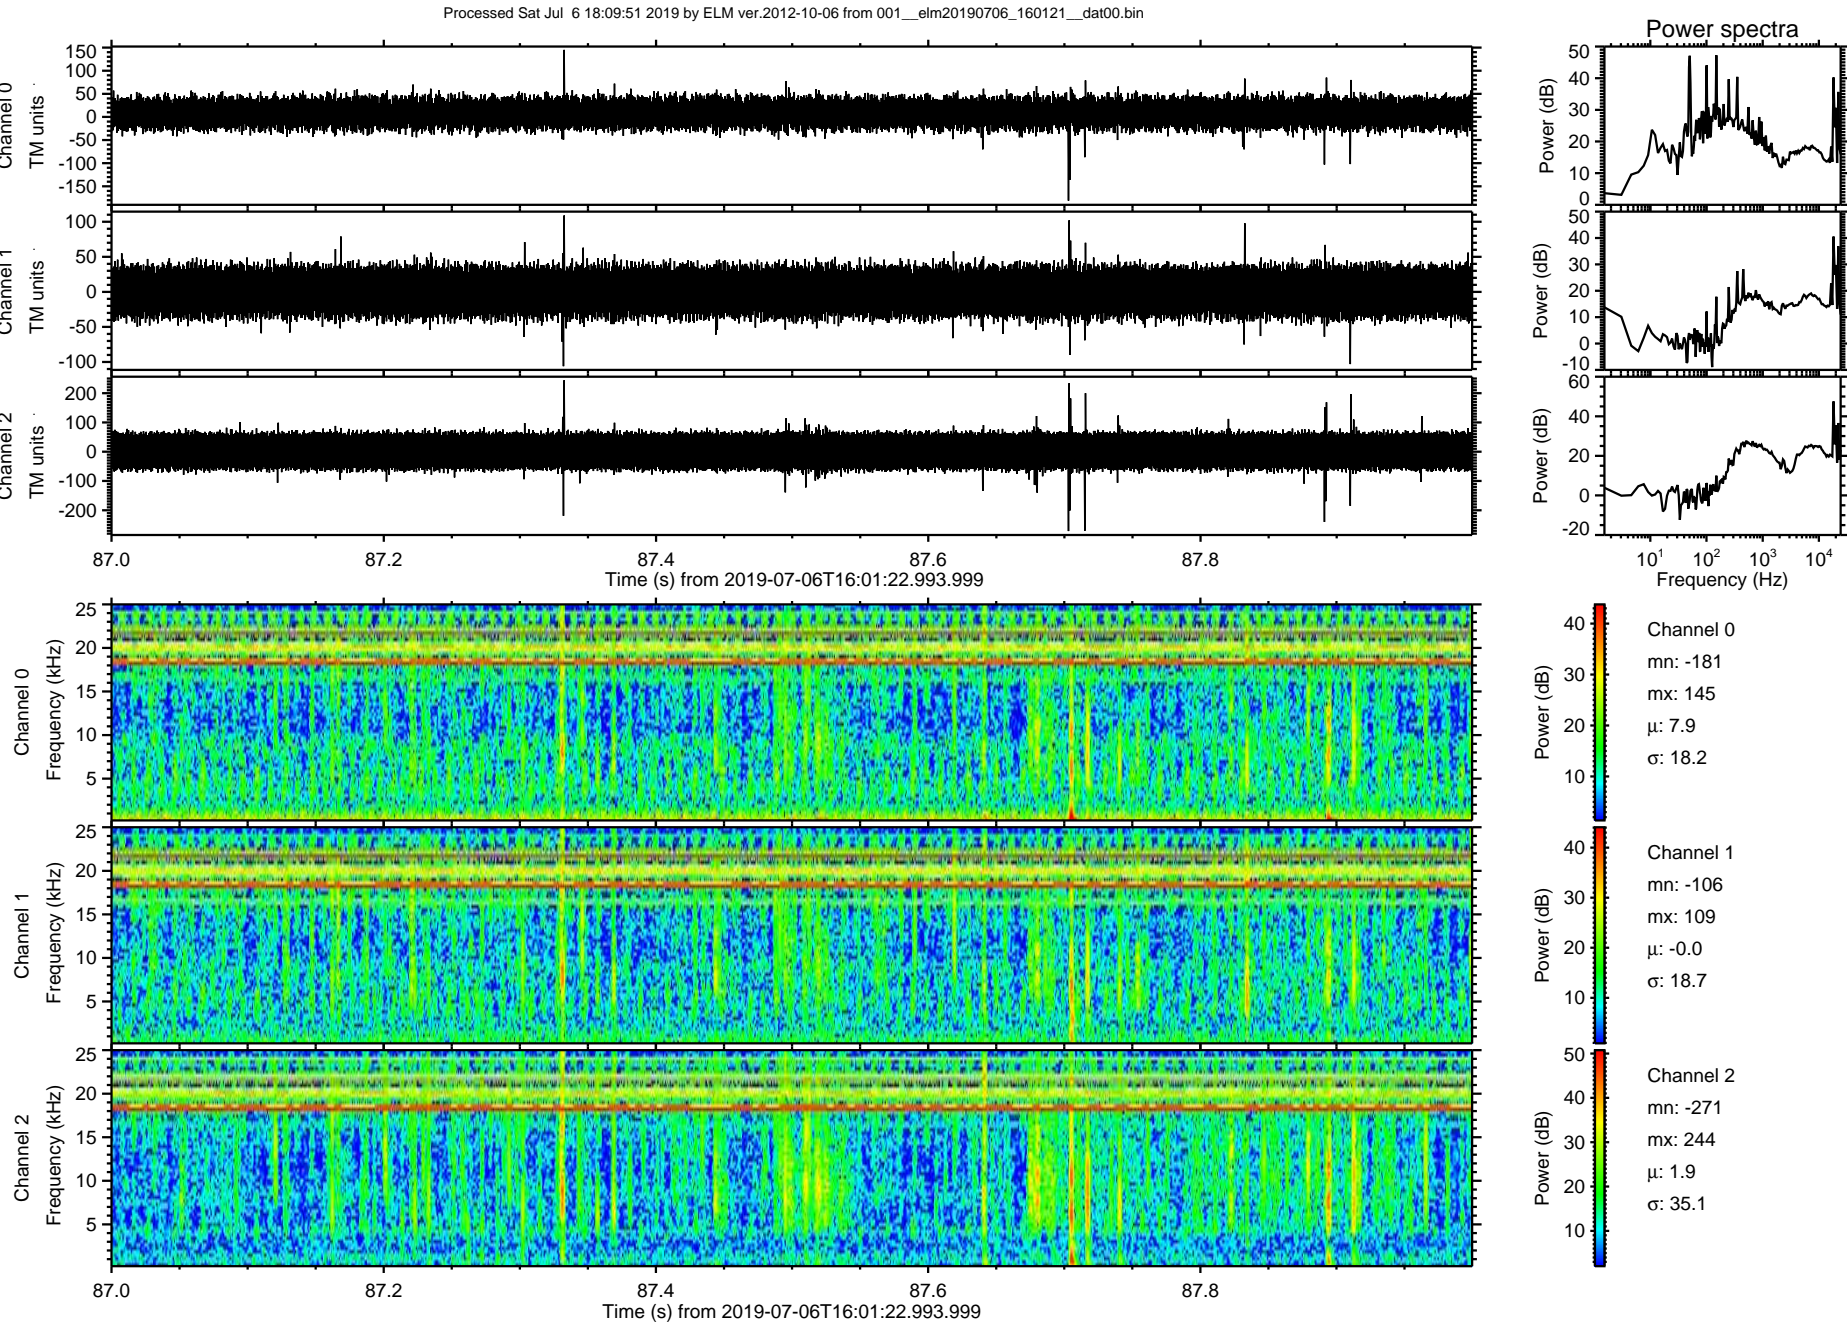 Processed Sat Jul  6 18:09:51 2019 by ELM ver.2012-10-06 from 001__elm20190706_160121__dat00.bin
Power spectra
Channel 0
TM units
150
100
50
0
-50
-100
-150
Power (dB)
50
40
30
20
10
0
Channel 1
TM units
100
50
0
-50
-100
Power (dB)
50
40
30
20
10
0
-10
Channel 2
TM units
200
100
0
-100
-200
Power (dB)
60
40
20
0
-20
87.0 87.2 87.4 87.6 87.8
Time (s) from 2019-07-06T16:01:22.993.999
10¹ 10² 10³ 10⁴
Frequency (Hz)
Channel 0
Frequency (kHz)
25
20
15
10
5
Power (dB)
40
30
20
10
Channel 0
mn: -181
mx: 145
μ: 7.9
σ: 18.2
Channel 1
Frequency (kHz)
25
20
15
10
5
Power (dB)
40
30
20
10
Channel 1
mn: -106
mx: 109
μ: -0.0
σ: 18.7
Channel 2
Frequency (kHz)
25
20
15
10
5
Power (dB)
50
40
30
20
10
Channel 2
mn: -271
mx: 244
μ: 1.9
σ: 35.1
87.0 87.2 87.4 87.6 87.8
Time (s) from 2019-07-06T16:01:22.993.999